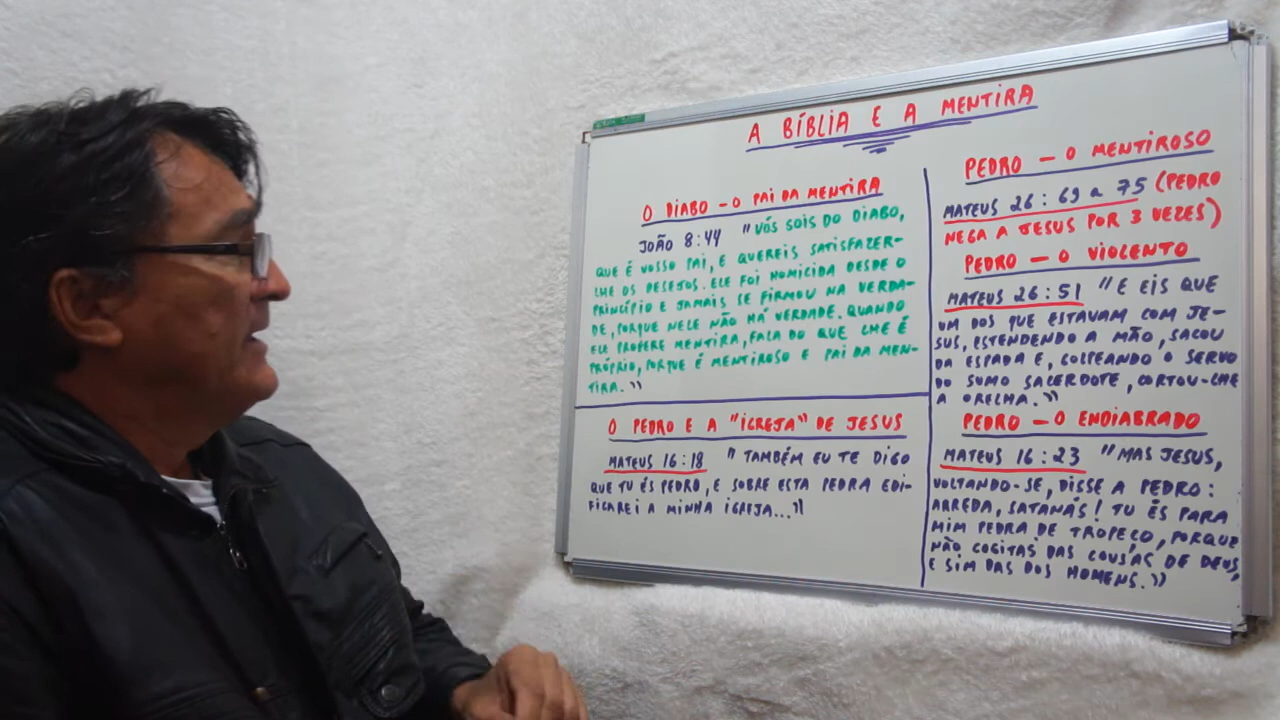 A BÍBLIA E A MENTIRA
O DIABO - O PAI DA MENTIRA
JOÃO 8:44 "VÓS SOIS DO DIABO,
QUE É VOSSO PAI, E QUEREIS SATISFAZER-
LHE OS DESEJOS. ELE FOI HOMICIDA DESDE O
PRINCÍPIO E JAMAIS SE FIRMOU NA VERDA-
DE, PORQUE NELE NÃO HÁ VERDADE. QUANDO
ELE PROFERE MENTIRA, FALA DO QUE LHE É
PRÓPRIO, PORQUE É MENTIROSO E PAI DA MEN-
TIRA."
O PEDRO E A "IGREJA" DE JESUS
MATEUS 16:18 "TAMBÉM EU TE DIGO
QUE TU ÉS PEDRO, E SOBRE ESTA PEDRA EDI-
FICAREI A MINHA IGREJA..."
PEDRO - O MENTIROSO
MATEUS 26:69 a 75 (PEDRO
NEGA A JESUS POR 3 VEZES)
PEDRO - O VIOLENTO
MATEUS 26:51 "E EIS QUE
UM DOS QUE ESTAVAM COM JE-
SUS, ESTENDENDO A MÃO, SACOU
DA ESPADA E, GOLPEANDO O SERVO
DO SUMO SACERDOTE, CORTOU-LHE
A ORELHA."
PEDRO - O ENDIABRADO
MATEUS 16:23 "MAS JESUS,
VOLTANDO-SE, DISSE A PEDRO:
ARREDA, SATANÁS! TU ÉS PARA
MIM PEDRA DE TROPEÇO, PORQUE
NÃO COGITAS DAS COUSAS DE DEUS,
E SIM DAS DOS HOMENS."